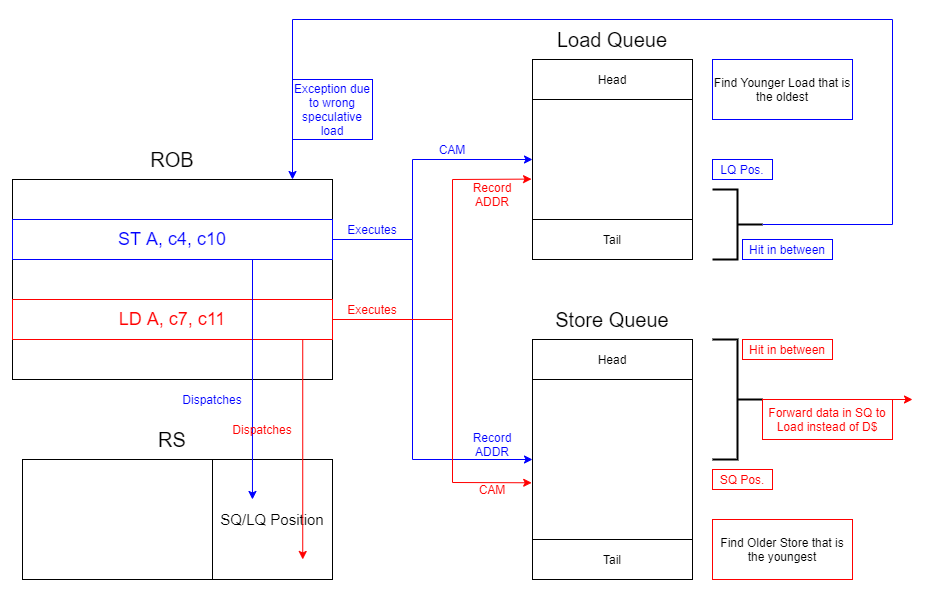 Load Queue
Head
Find Younger Load that is
the oldest
Exception due
to wrong
speculative
load
CAM
ROB
LQ Pos.
Record
ADDR
ST A, c4, c10
Executes
Tail
Hit in between
LD A, c7, c11
Executes
Store Queue
Head
Hit in between
Dispatches
Forward data in SQ to
Load instead of D$
Dispatches
RS
Record
ADDR
SQ Pos.
CAM
SQ/LQ Position
Find Older Store that is
the youngest
Tail